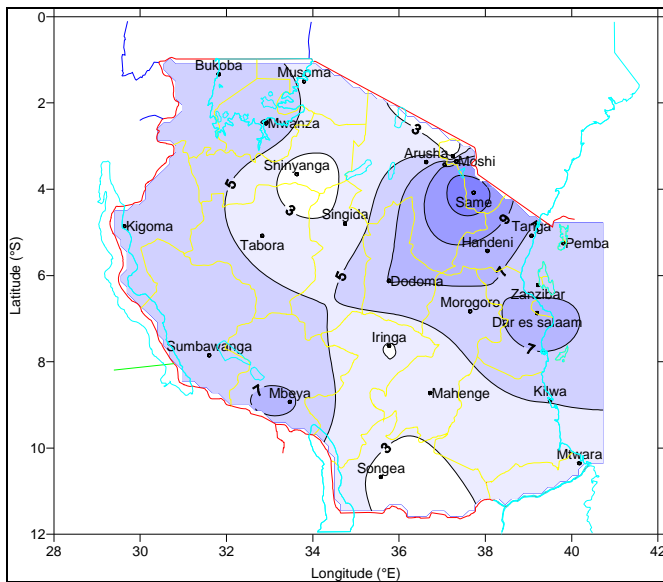 0
2
4
6
8
10
12
Latitude (°S)
28
30
32
34
36
38
40
42
Longitude (°E)
Bukoba
Musoma
Mwanza
3
Arusha
Moshi
Shinyanga
5
Same
3
Singida
9
7
Tanga
Kigoma
Tabora
Handeni
Pemba
5
Dodoma
7
Zanzibar
Morogoro
Dar es salaam
Iringa
7
Sumbawanga
7
Mbeya
Mahenge
Kilwa
3
Songea
Mtwara